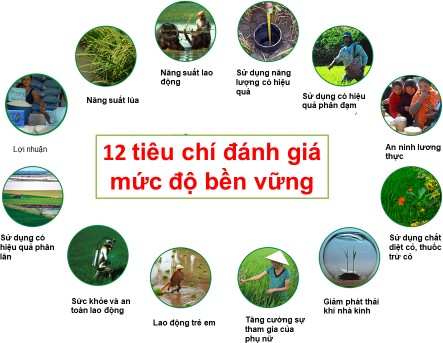 12 tiêu chí đánh giá
mức độ bền vững
Năng suất lao
động
Sử dụng năng
lượng có hiệu
quả
Sử dụng có
hiệu quả phân đạm
An ninh lương
thực
Sử dụng chất
diệt cỏ, thuốc
trừ cỏ
Giảm phát thải
khí nhà kính
Tăng cường sự
tham gia của
phụ nữ
Lao động trẻ em
Sức khỏe và an
toàn lao động
Sử dụng có
hiệu quả phân
lân
Lợi nhuận
Năng suất lúa